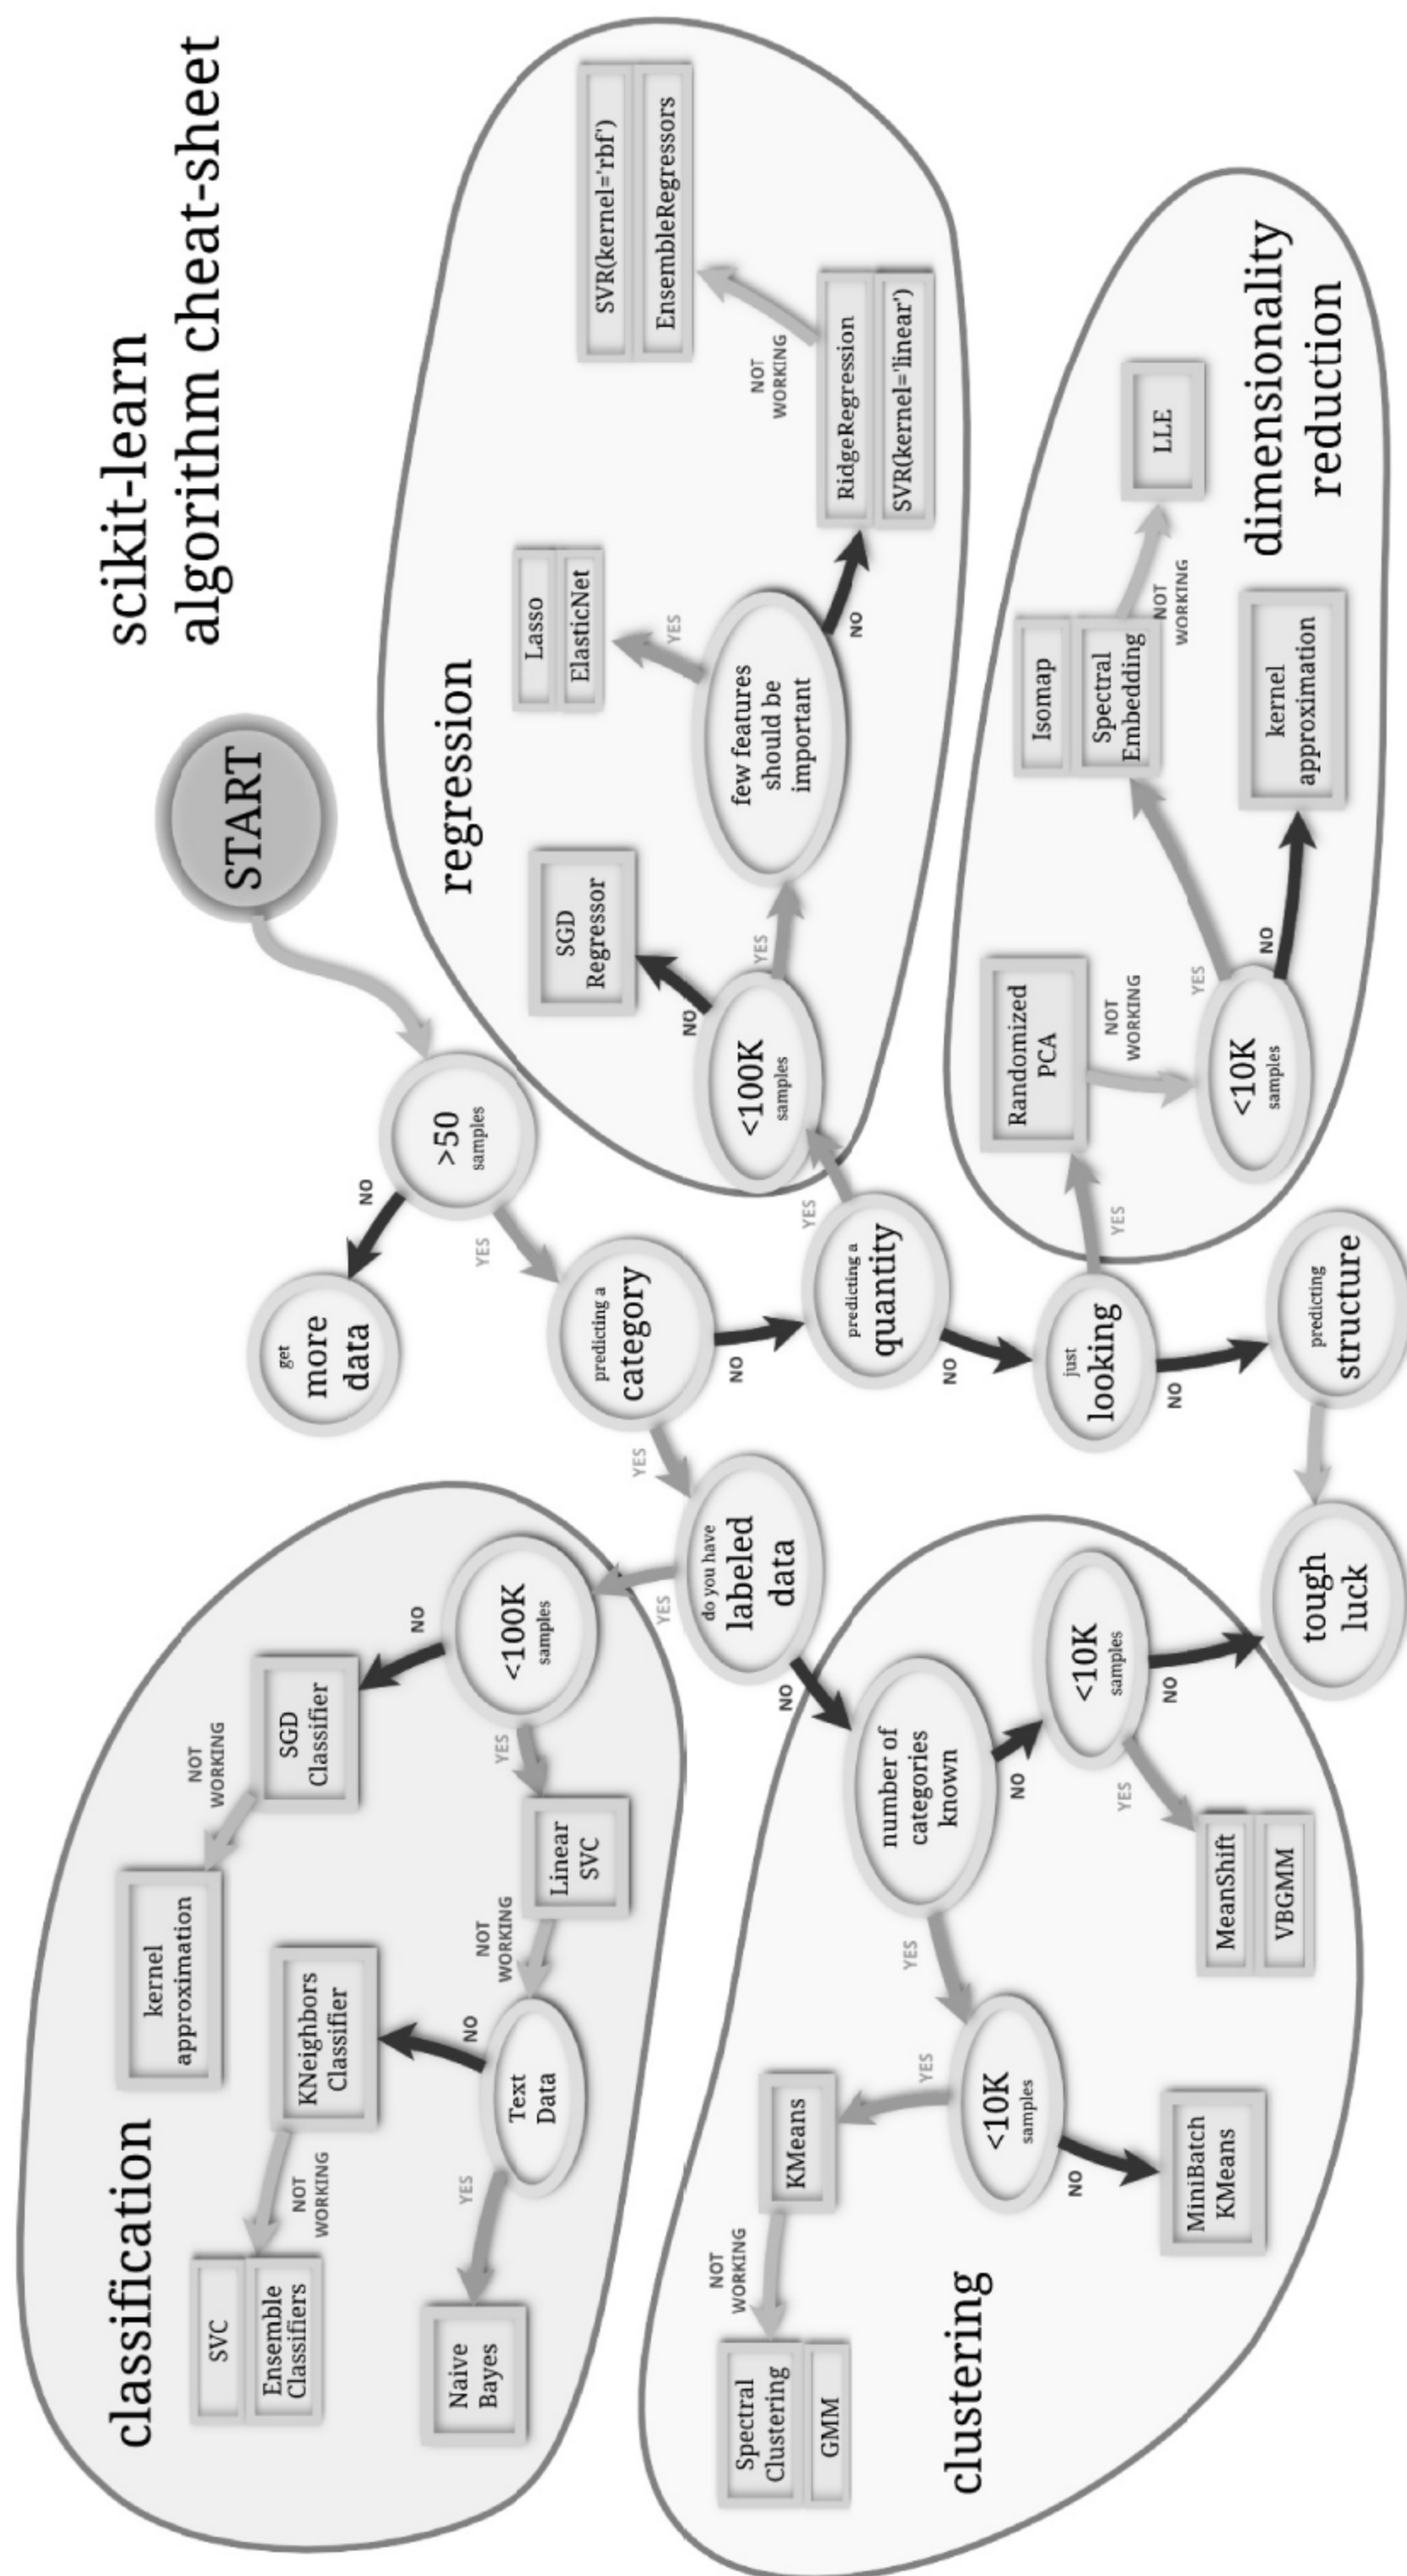 scikit-learn
algorithm cheat-sheet
classification
kernel
approximation
NOT
WORKING
SGD
Classifier
NO
SVC
Ensemble
Classifiers
NOT
WORKING
KNeighbors
Classifier
NO
Naive
Bayes
YES
Text
Data
NOT
WORKING
Linear
SVC
YES
<100K
samples
YES
get
more
data
NO
>50
samples
START
YES
predicting a
category
YES
do you have
labeled
data
NO
NO
predicting a
quantity
YES
NO
just
looking
YES
NO
predicting
structure
tough
luck
regression
SGD
Regressor
NO
<100K
samples
YES
few features
should be
important
YES
Lasso
ElasticNet
NO
RidgeRegression
SVR(kernel='linear')
NOT
WORKING
SVR(kernel='rbf')
EnsembleRegressors
clustering
Spectral
Clustering
GMM
NOT
WORKING
KMeans
YES
<10K
samples
NO
MiniBatch
KMeans
YES
number of
categories
known
NO
<10K
samples
YES
MeanShift
VBGMM
NO
dimensionality
reduction
Randomized
PCA
NOT
WORKING
<10K
samples
YES
Isomap
Spectral
Embedding
NOT
WORKING
LLE
NO
kernel
approximation